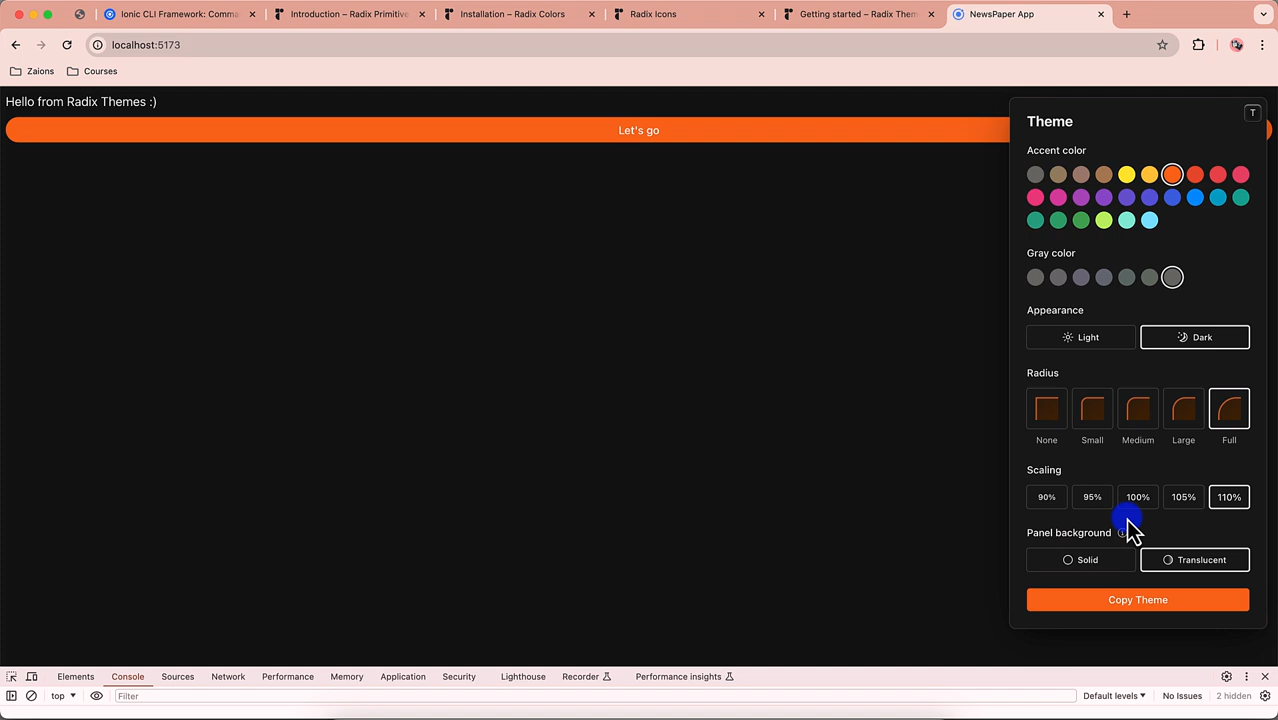 Ionic CLI Framework: Comma
Introduction – Radix Primitive
Installation – Radix Colors
Radix Icons
Getting started – Radix Them
NewsPaper App
localhost:5173
Zaions
Courses
Hello from Radix Themes :)
Let's go
Theme
T
Accent color
Gray color
Appearance
Light
Dark
Radius
None
Small
Medium
Large
Full
Scaling
90%
95%
100%
105%
110%
Panel background
Solid
Translucent
Copy Theme
Elements
Console
Sources
Network
Performance
Memory
Application
Security
Lighthouse
Recorder
Performance insights
top
Filter
Default levels
No Issues
2 hidden